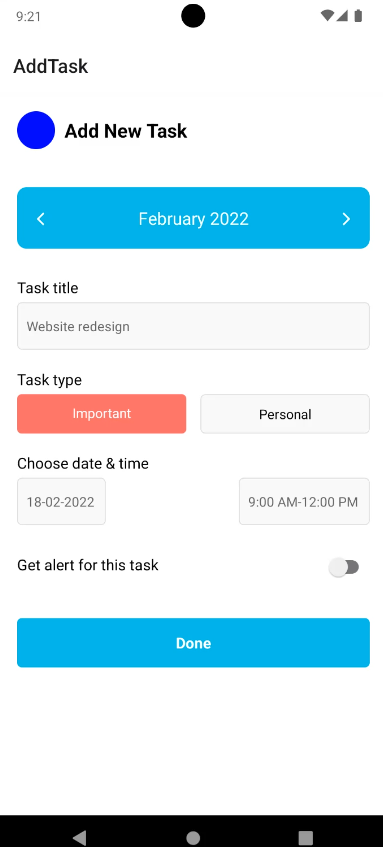 9:21
AddTask
Add New Task
February 2022
Task title
Website redesign
Task type
Important
Personal
Choose date & time
18-02-2022
9:00 AM-12:00 PM
Get alert for this task
Done